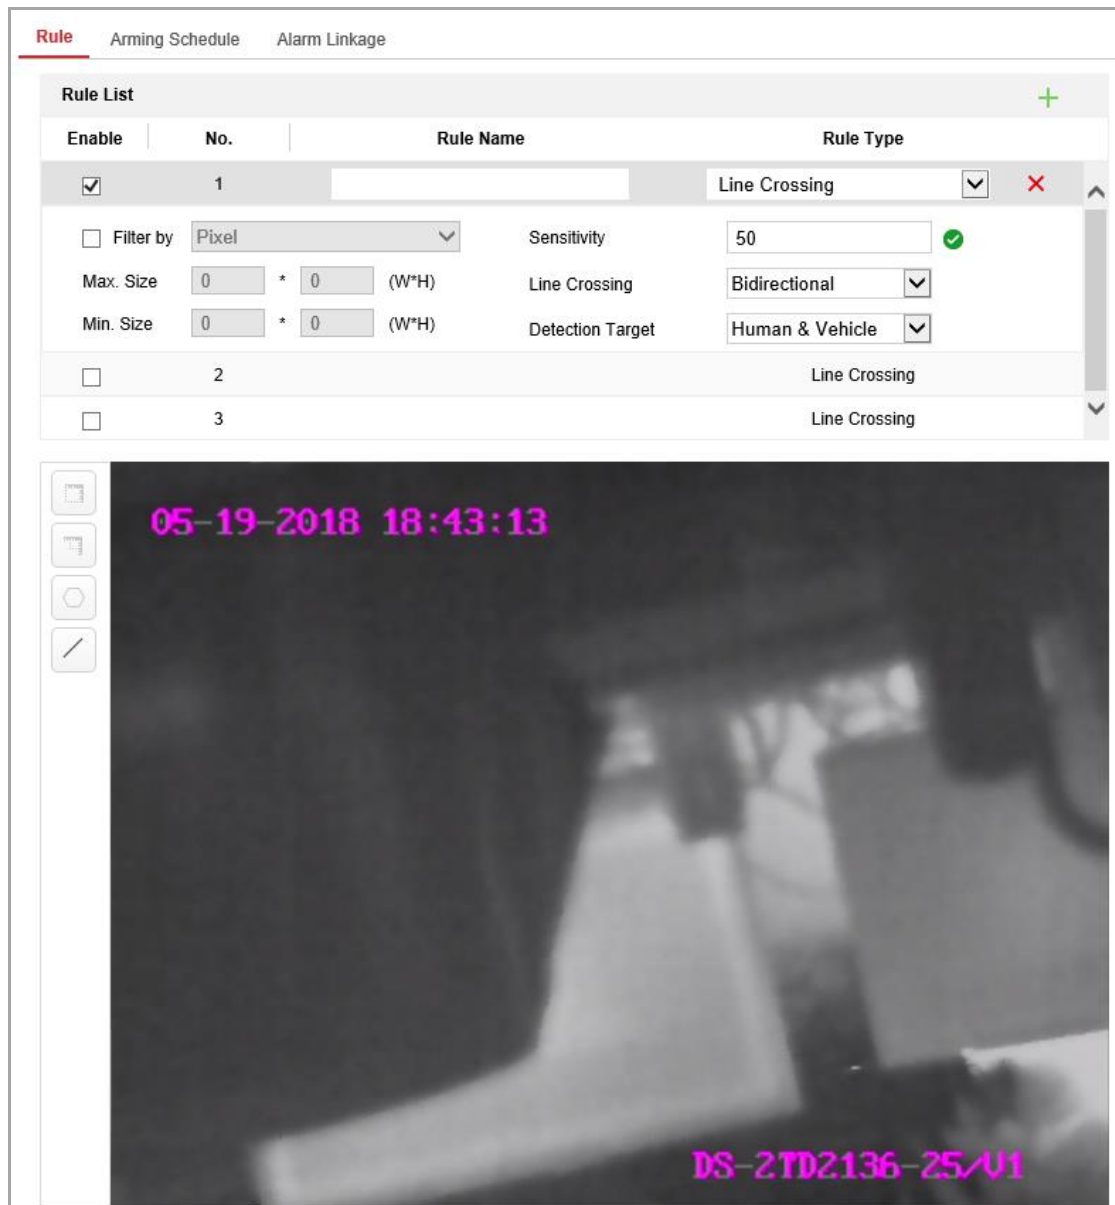 Rule Arming Schedule Alarm Linkage
Rule List
Enable No. Rule Name Rule Type
1 Line Crossing
Filter by Pixel Sensitivity 50
Max. Size 0 * 0 (W*H) Line Crossing Bidirectional
Min. Size 0 * 0 (W*H) Detection Target Human & Vehicle
2 Line Crossing
3 Line Crossing
05-19-2018 18:43:13
DS-2TD2136-25/V1